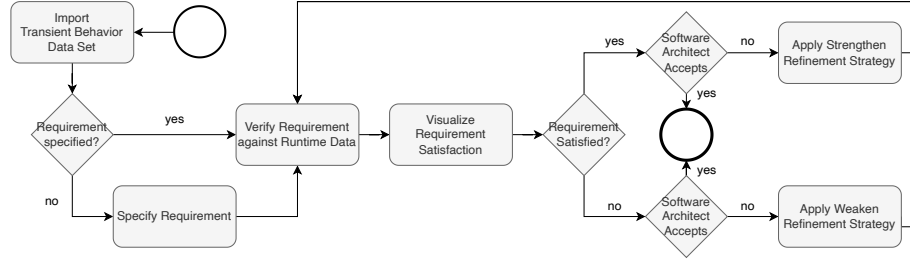 Import
Transient Behavior
Data Set
Requirement
specified?
yes
no
Specify Requirement
Verify Requirement
against Runtime Data
Visualize
Requirement
Satisfaction
Requirement
Satisfied?
yes
no
Software
Architect
Accepts
no
yes
Apply Strengthen
Refinement Strategy
yes
Software
Architect
Accepts
no
Apply Weaken
Refinement Strategy